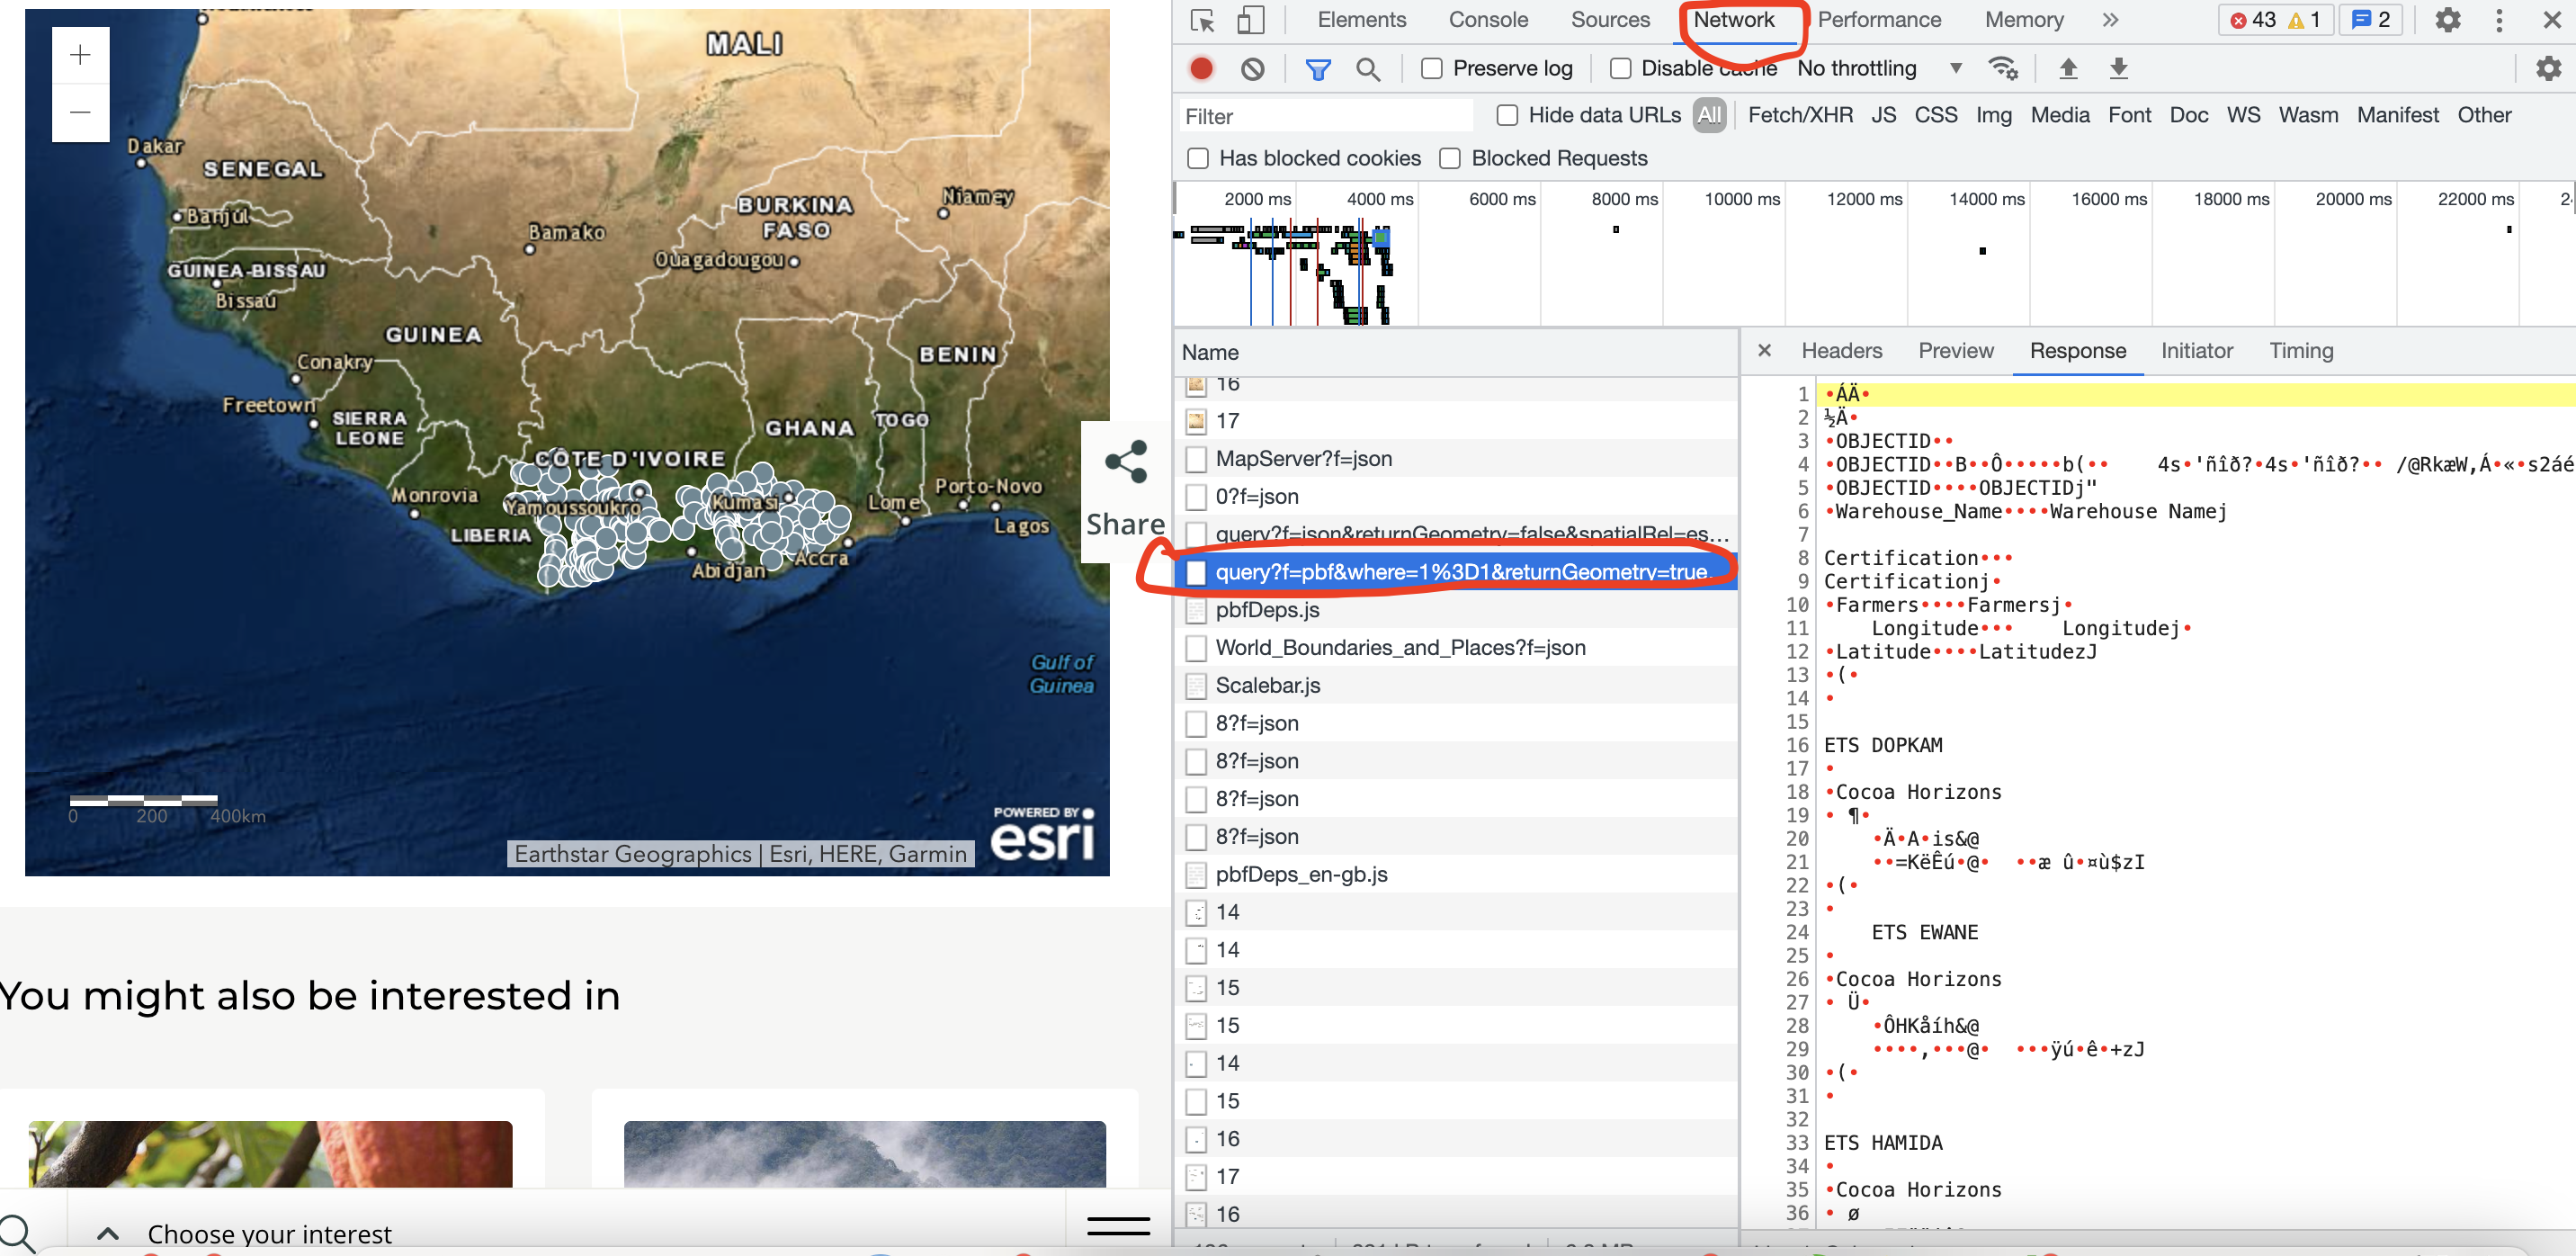 MALI
Dakar
SENEGAL
Banjul
Niamey
BURKINA
FASO
Bamako
Ouagadougou
GUINEA-BISSAU
Bissau
GUINEA
Conakry
BENIN
Freetown
SIERRA
LEONE
GHANA
TOGO
CÔTE D'IVOIRE
Monrovia
Yamoussoukro
Kumasi
Lome
Porto-Novo
Lagos
LIBERIA
Abidjan
Accra
Gulf of
Guinea
0 200 400km
POWERED BY
esri
Earthstar Geographics | Esri, HERE, Garmin
Share
You might also be interested in
Choose your interest
Elements Console Sources Network Performance Memory 43 1 2
Preserve log Disable cache No throttling
Filter Hide data URLs All Fetch/XHR JS CSS Img Media Font Doc WS Wasm Manifest Other
Has blocked cookies Blocked Requests
2000 ms 4000 ms 6000 ms 8000 ms 10000 ms 12000 ms 14000 ms 16000 ms 18000 ms 20000 ms 22000 ms
Name
16
17
MapServer?f=json
0?f=json
query?f=json&returnGeometry=false&spatialRel=es...
query?f=pbf&where=1%3D1&returnGeometry=true
pbfDeps.js
World_Boundaries_and_Places?f=json
Scalebar.js
8?f=json
8?f=json
8?f=json
8?f=json
pbfDeps_en-gb.js
14
14
15
15
14
15
16
17
16
Headers Preview Response Initiator Timing
1 •ÁÄ•
2 ½Ä•
3 •OBJECTID••
4 •OBJECTID••B••Ô•••••b(•• 4s•'ñîð?•4s•'ñîð?•• /@RkæW,Á•«•s2áé
5 •OBJECTID••••OBJECTIDj"
6 •Warehouse_Name••••Warehouse Namej
7
8 Certification•••
9 Certificationj•
10 •Farmers••••Farmersj•
11 Longitude••• Longitudej•
12 •Latitude••••LatitudezJ
13 •(•
14 •
15
16 ETS DOPKAM
17 •
18 •Cocoa Horizons
19 • ¶•
20 •Ä•A•is&@
21 ••=KëÊú•@• ••æ û•¤ù$zI
22 •(•
23 •
24 ETS EWANE
25 •
26 •Cocoa Horizons
27 • Ü•
28 •ÔHKåíh&@
29 ••••,•••@• •••ÿú•ê•+zJ
30 •(•
31 •
32
33 ETS HAMIDA
34 •
35 •Cocoa Horizons
36 • ø